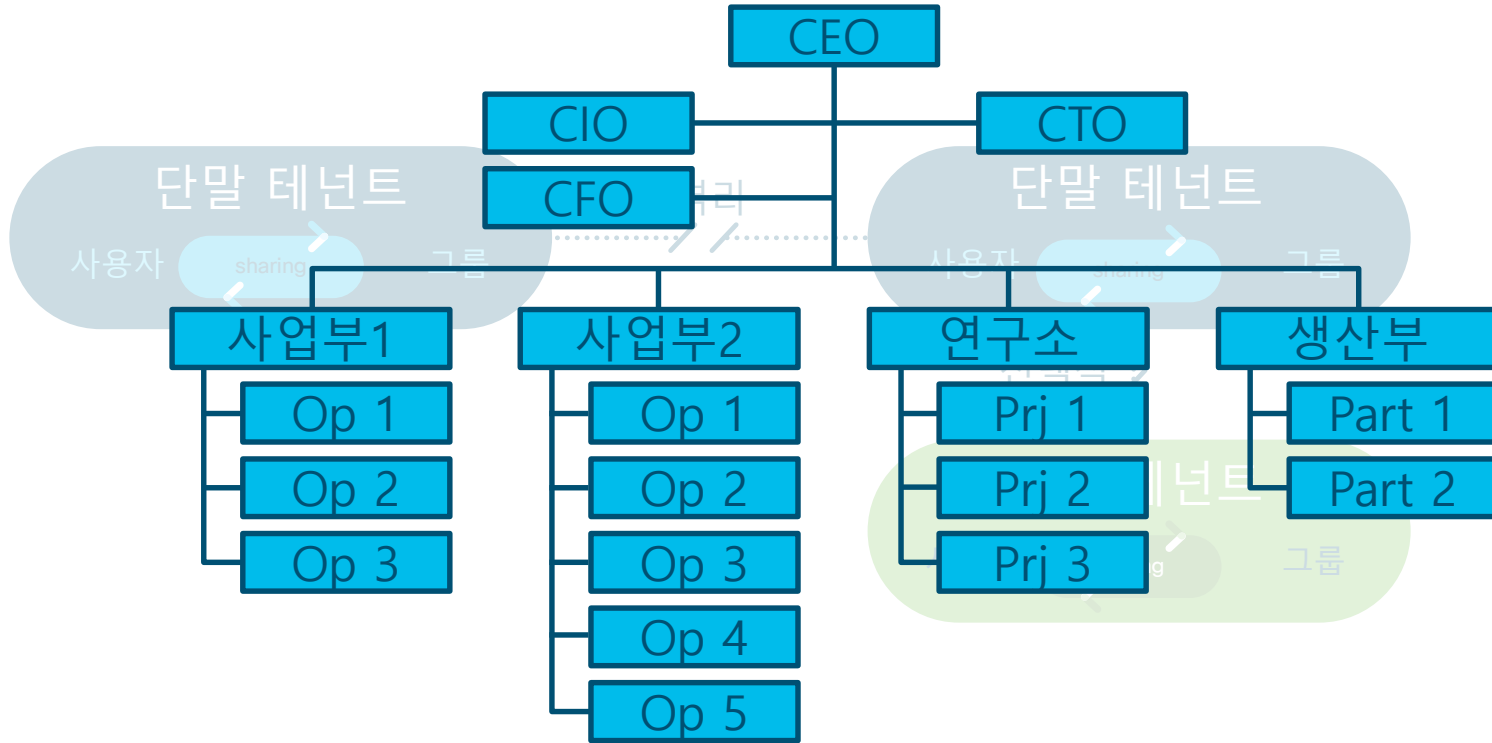 CEO
CIO
CTO
단말 테넌트
단말 테넌트
CFO
사용자
sharing
그룹
사용자
sharing
그룹
사업부1
사업부2
연구소
생산부
Op 1
Op 1
Prj 1
Part 1
Op 2
Op 2
Prj 2
Part 2
Op 3
Op 3
Prj 3
그룹
Op 4
Op 5